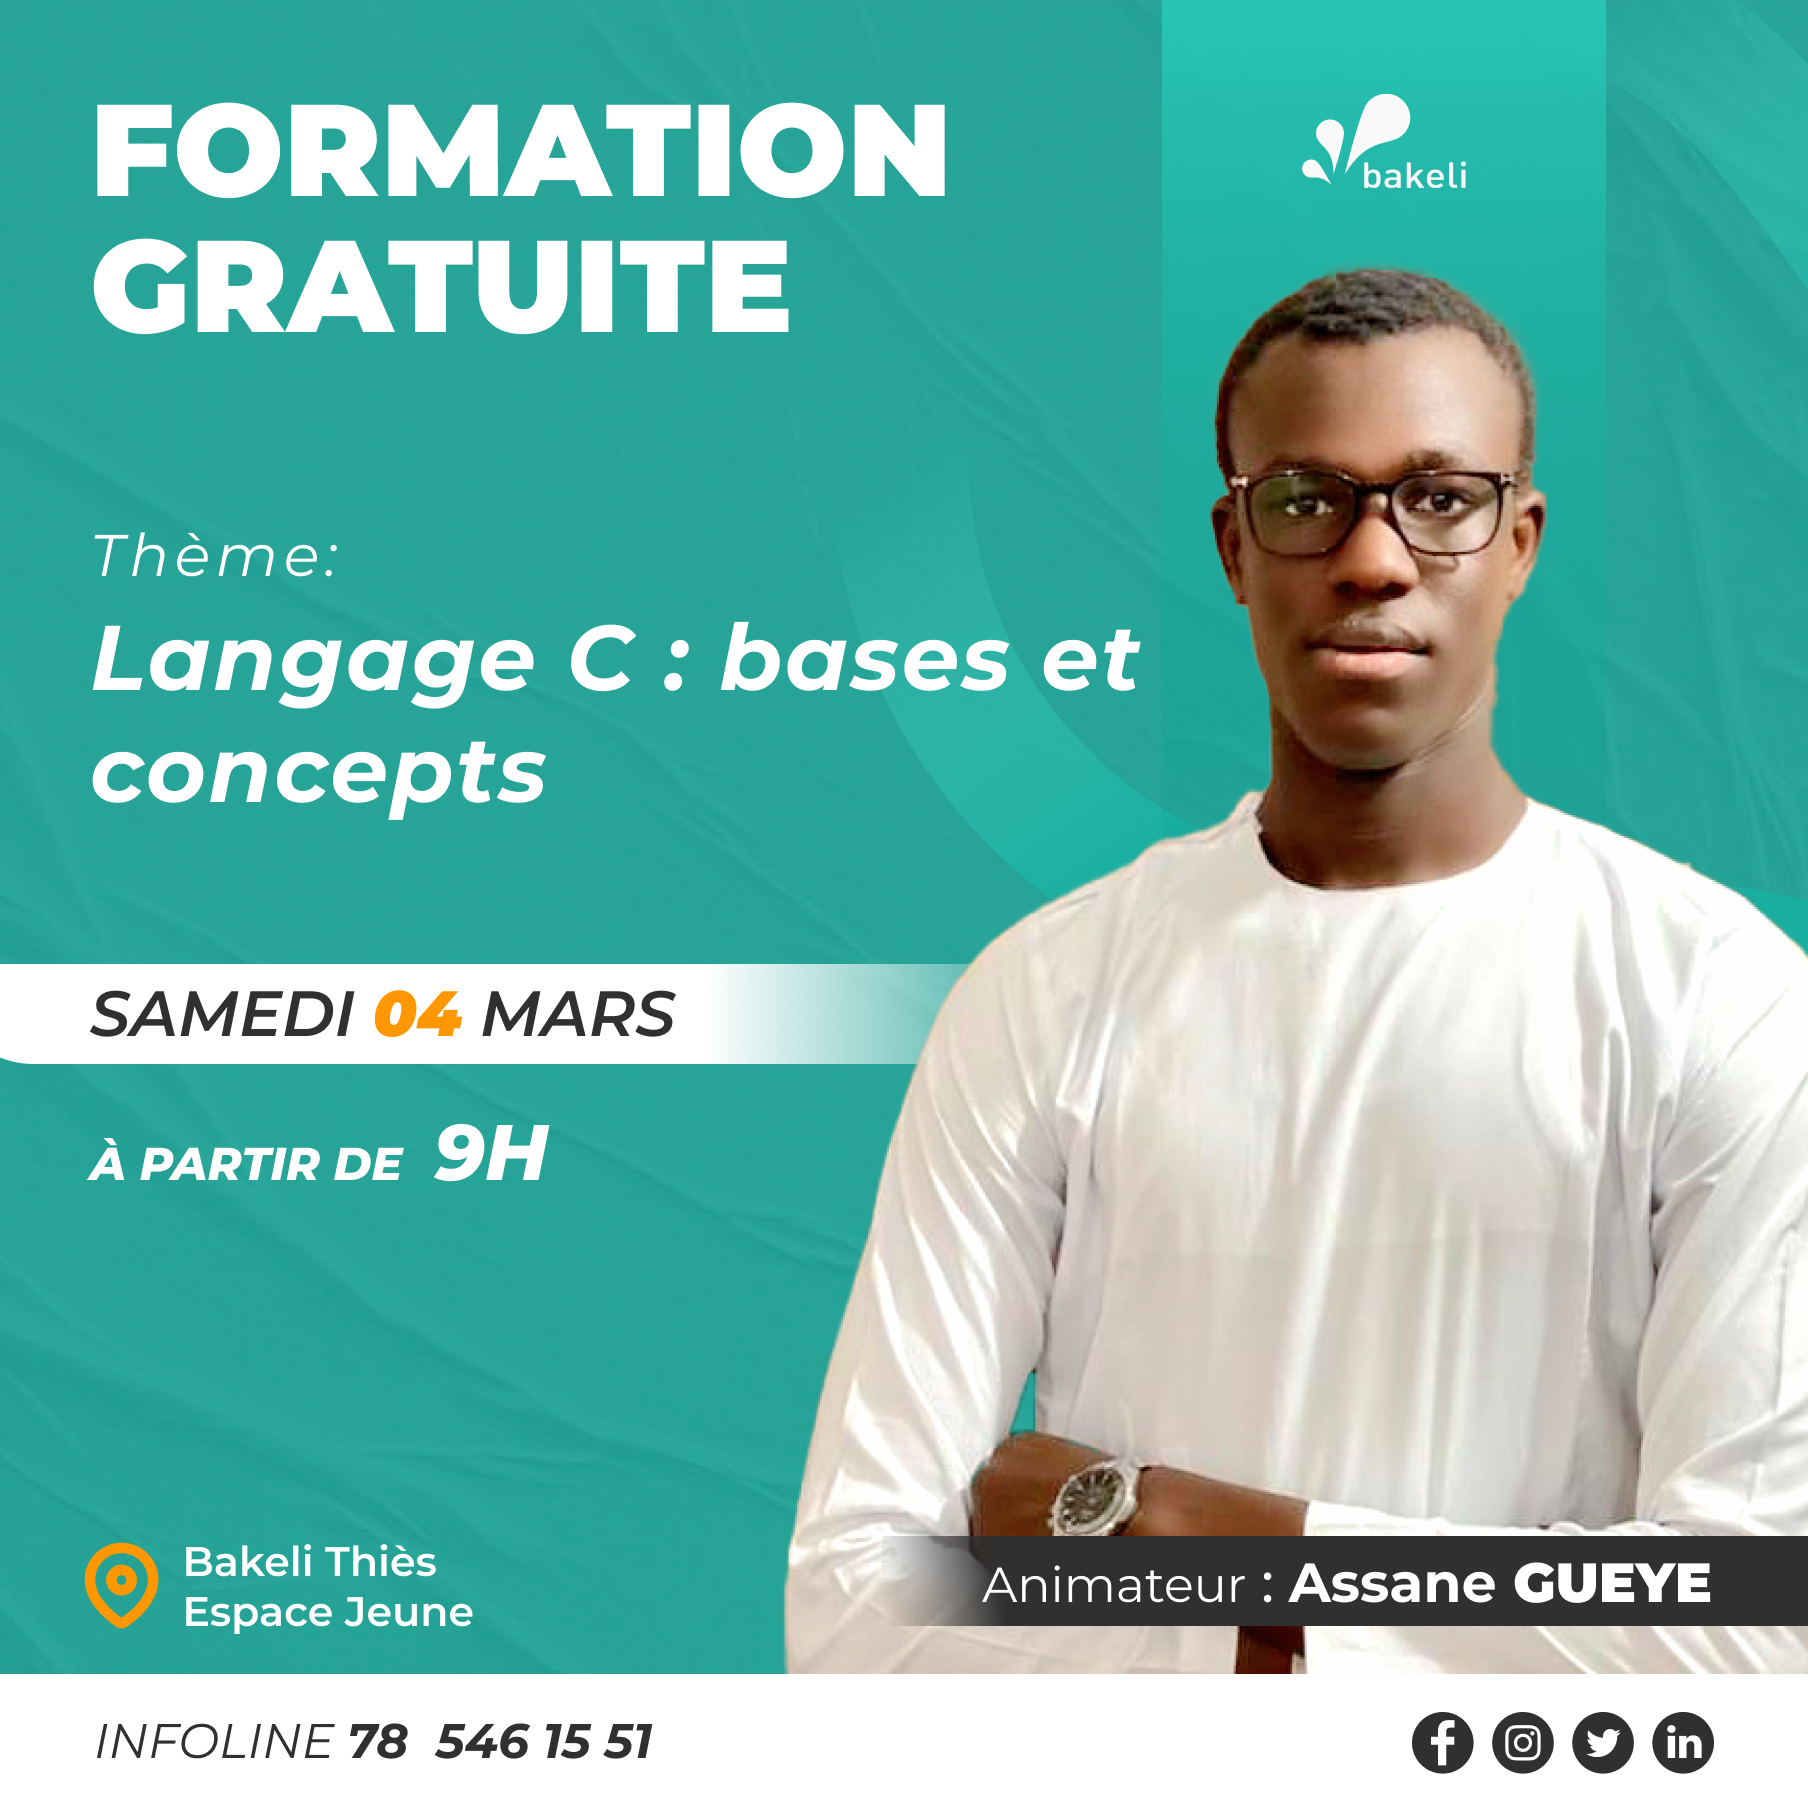 bakeli
FORMATION
GRATUITE
Thème:
Langage C : bases et
concepts
SAMEDI 04 MARS
À PARTIR DE 9H
Bakeli Thiès
Espace Jeune
Animateur : Assane GUEYE
INFOLINE 78 546 15 51